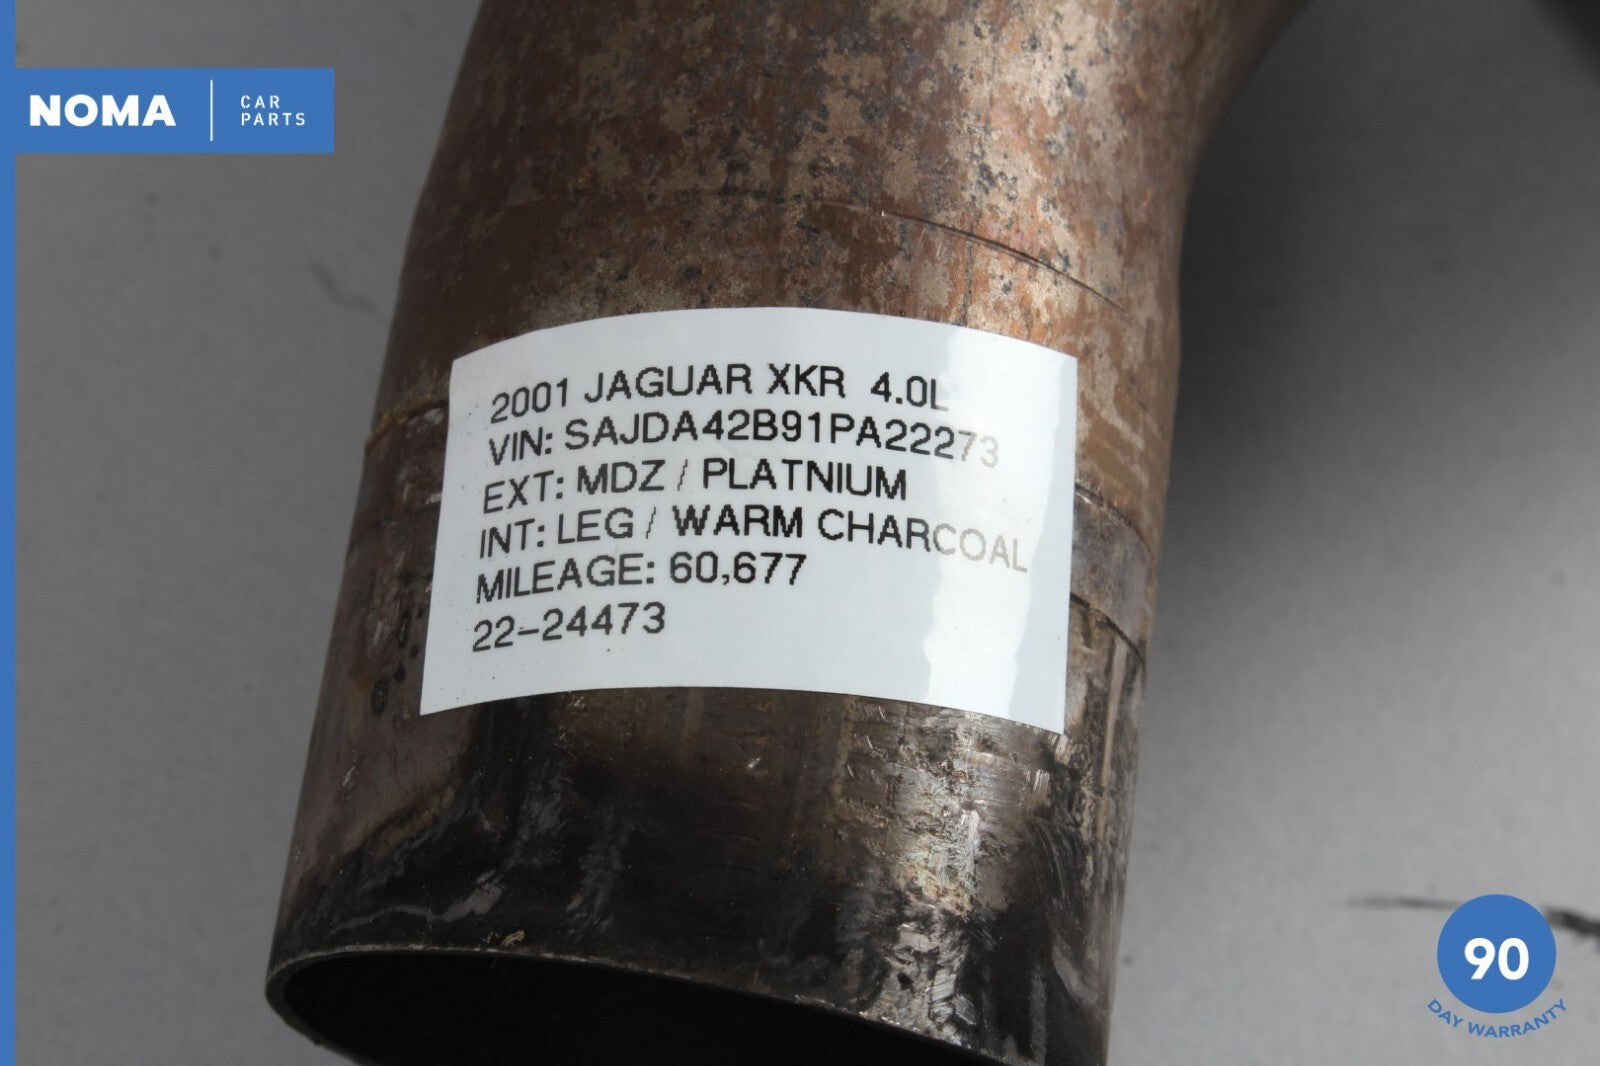 NOMA
CAR
PARTS
2001 JAGUAR XKR 4.0L
VIN: SAJDA42B91PA22273
EXT: MDZ / PLATNIUM
INT: LEG / WARM CHARCOAL
MILEAGE: 60,677
22-24473
90
DAY WARRANTY